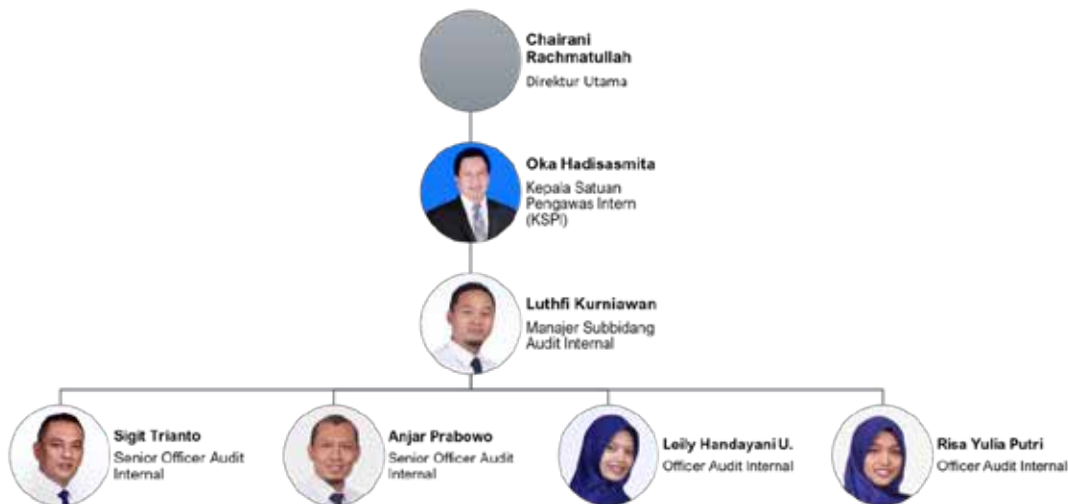 Chairani
Rachmatullah
Direktur Utama
Oka Hadisasmita
Kepala Satuan
Pengawas Intern
(KSPI)
Luthfi Kurniawan
Manajer Subbidang
Audit Internal
Sigit Trianto
Senior Officer Audit
Internal
Anjar Prabowo
Senior Officer Audit
Internal
Leily Handayani U.
Officer Audit Internal
Risa Yulia Putri
Officer Audit Internal